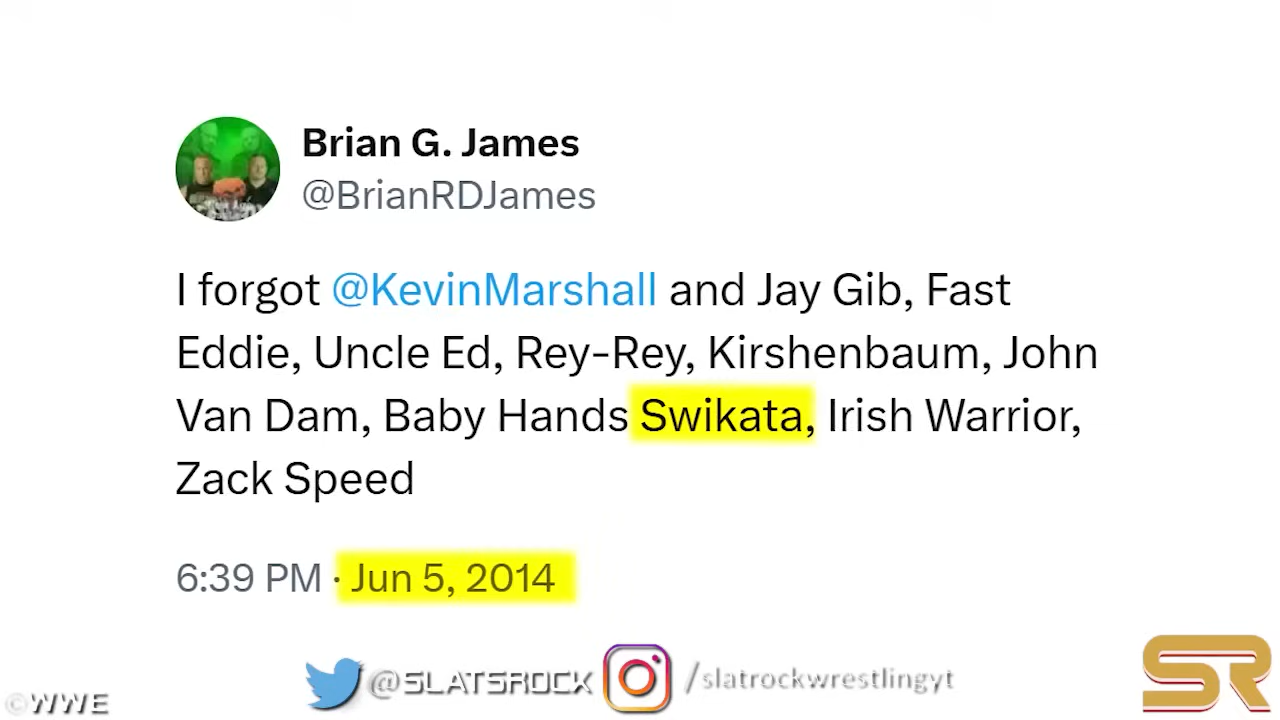 Brian G. James
@BrianRDJames
I forgot @KevinMarshall and Jay Gib, Fast
Eddie, Uncle Ed, Rey-Rey, Kirshenbaum, John
Van Dam, Baby Hands Swikata, Irish Warrior,
Zack Speed
6:39 PM · Jun 5, 2014
@SLATSROCK /slatrockwrestlingyt
SR
©WWE